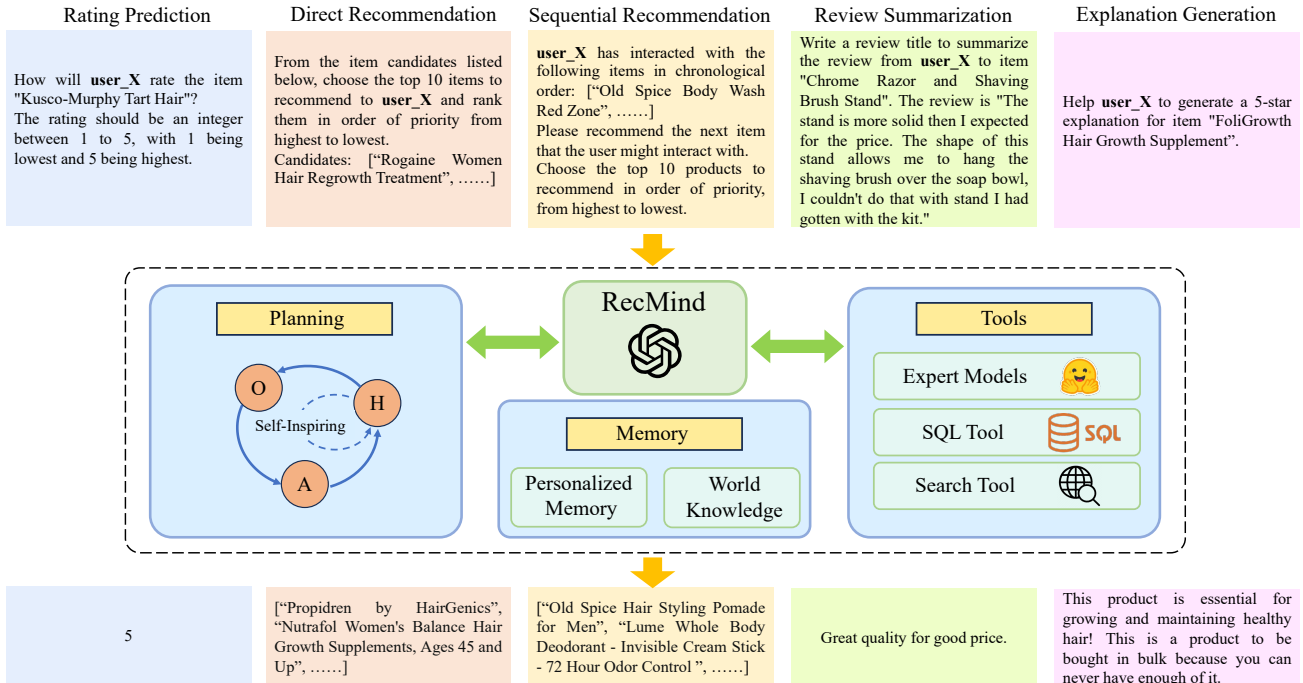 Rating Prediction
Direct Recommendation
Sequential Recommendation
Review Summarization
Explanation Generation
How will user_X rate the item
"Kusco-Murphy Tart Hair"?
The rating should be an integer
between 1 to 5, with 1 being
lowest and 5 being highest.
From the item candidates listed
below, choose the top 10 items to
recommend to user_X and rank
them in order of priority from
highest to lowest.
Candidates: [“Rogaine Women
Hair Regrowth Treatment”, ……]
user_X has interacted with the
following items in chronological
order: [“Old Spice Body Wash
Red Zone”, ……]
Please recommend the next item
that the user might interact with.
Choose the top 10 products to
recommend in order of priority,
from highest to lowest.
Write a review title to summarize
the review from user_X to item
"Chrome Razor and Shaving
Brush Stand". The review is "The
stand is more solid then I expected
for the price. The shape of this
stand allows me to hang the
shaving brush over the soap bowl,
I couldn't do that with stand I had
gotten with the kit."
Help user_X to generate a 5-star
explanation for item "FoliGrowth
Hair Growth Supplement”.
Planning
O
H
Self-Inspiring
A
RecMind
Memory
Personalized
Memory
World
Knowledge
Tools
Expert Models
SQL Tool
SQL
Search Tool
5
[“Propidren by HairGenics”,
“Nutrafol Women's Balance Hair
Growth Supplements, Ages 45 and
Up”, ……]
[“Old Spice Hair Styling Pomade
for Men”, “Lume Whole Body
Deodorant - Invisible Cream Stick
- 72 Hour Odor Control ”, ……]
Great quality for good price.
This product is essential for
growing and maintaining healthy
hair! This is a product to be
bought in bulk because you can
never have enough of it.